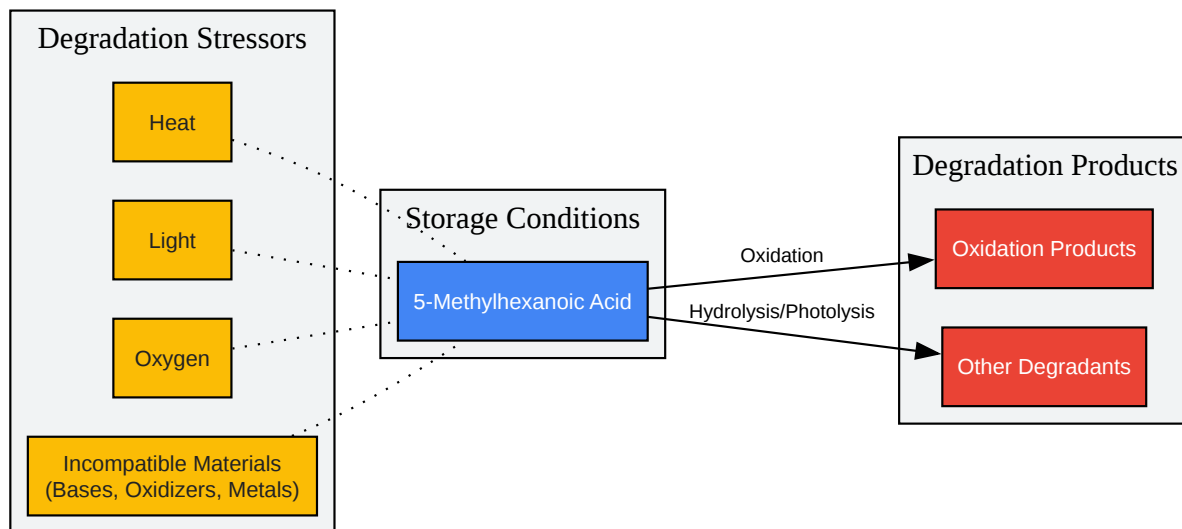 Degradation Stressors
Heat
Light
Oxygen
Incompatible Materials
(Bases, Oxidizers, Metals)
Storage Conditions
5-Methylhexanoic Acid
Oxidation
Hydrolysis/Photolysis
Degradation Products
Oxidation Products
Other Degradants